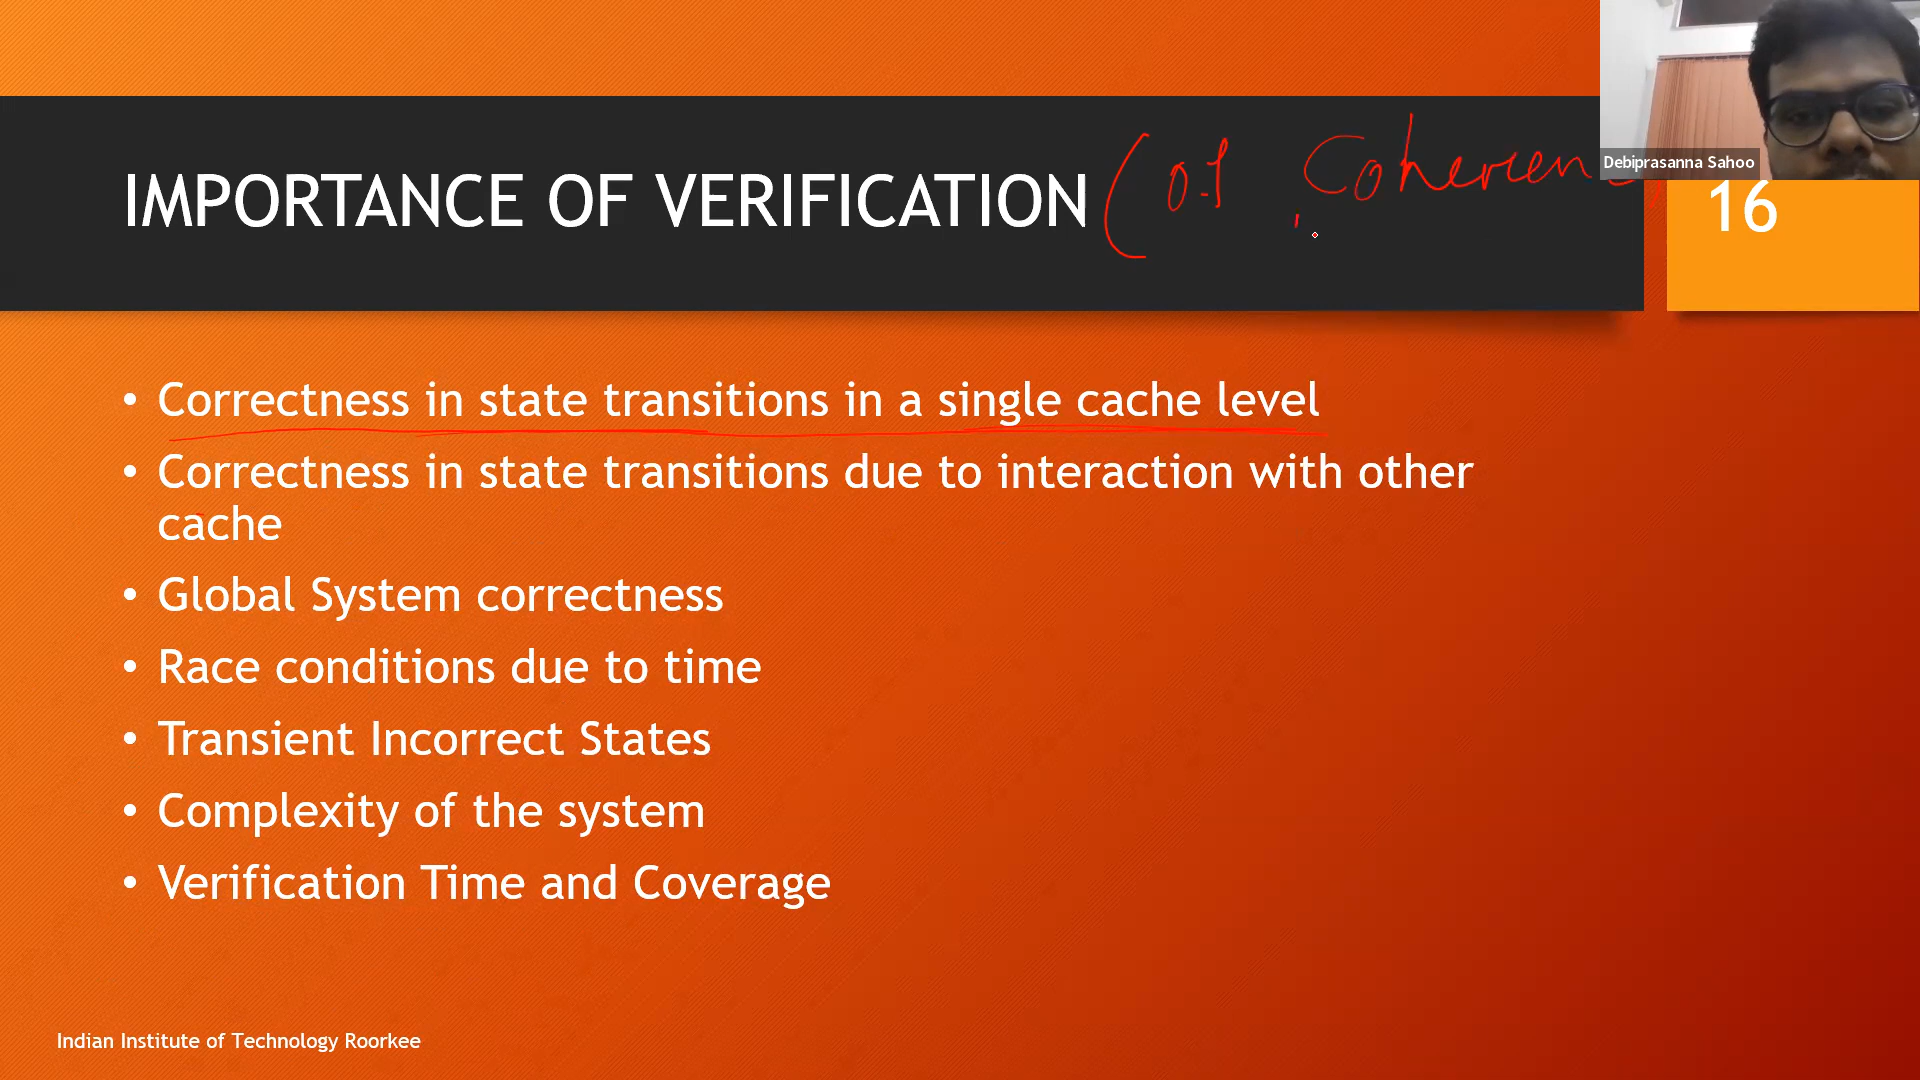 IMPORTANCE OF VERIFICATION (of Coherenc
Debiprasanna Sahoo
16
• Correctness in state transitions in a single cache level
• Correctness in state transitions due to interaction with other
cache
• Global System correctness
• Race conditions due to time
• Transient Incorrect States
• Complexity of the system
• Verification Time and Coverage
Indian Institute of Technology Roorkee